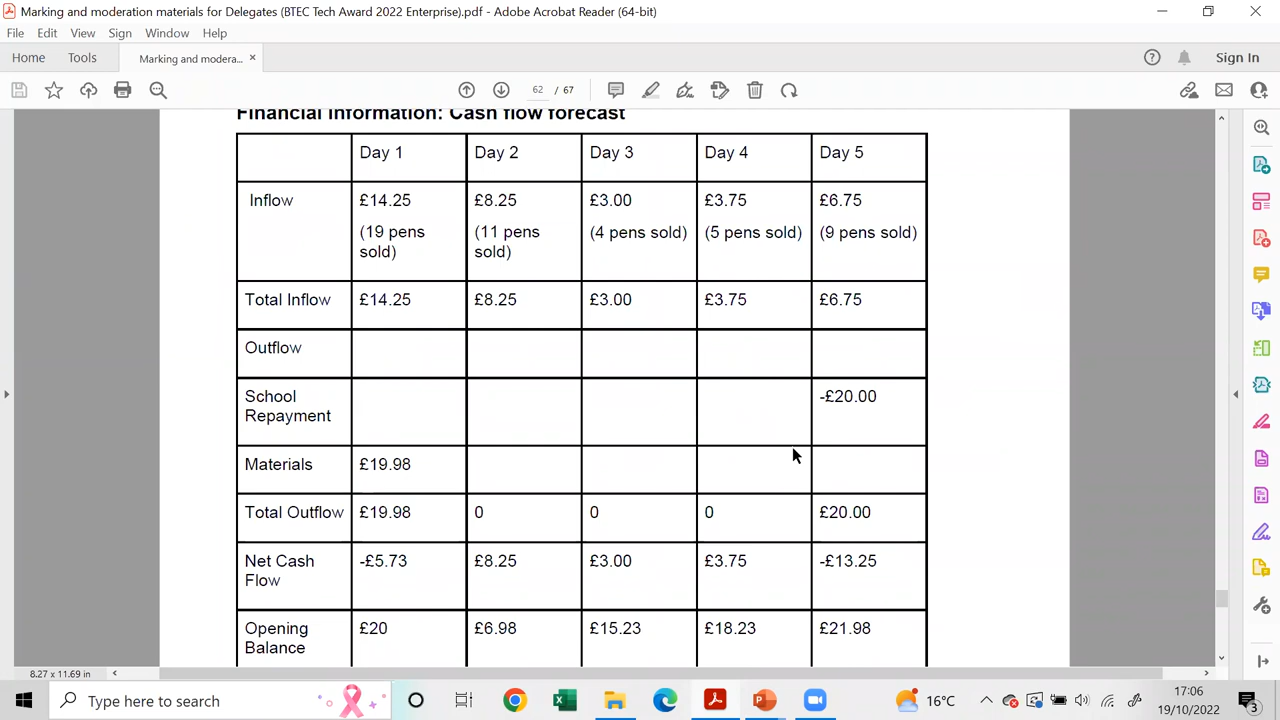 Marking and moderation materials for Delegates (BTEC Tech Award 2022 Enterprise).pdf - Adobe Acrobat Reader (64-bit)
File Edit View Sign Window Help
Home Tools Marking and modera... × Sign In
62 / 67
Financial Information: Cash flow forecast
Day 1 Day 2 Day 3 Day 4 Day 5
Inflow £14.25 £8.25 £3.00 £3.75 £6.75
(19 pens (11 pens (4 pens sold) (5 pens sold) (9 pens sold)
sold) sold)
Total Inflow £14.25 £8.25 £3.00 £3.75 £6.75
Outflow
School -£20.00
Repayment
Materials £19.98
Total Outflow £19.98 0 0 0 £20.00
Net Cash -£5.73 £8.25 £3.00 £3.75 -£13.25
Flow
Opening £20 £6.98 £15.23 £18.23 £21.98
Balance
8.27 x 11.69 in
Type here to search 16°C 17:06
19/10/2022 3